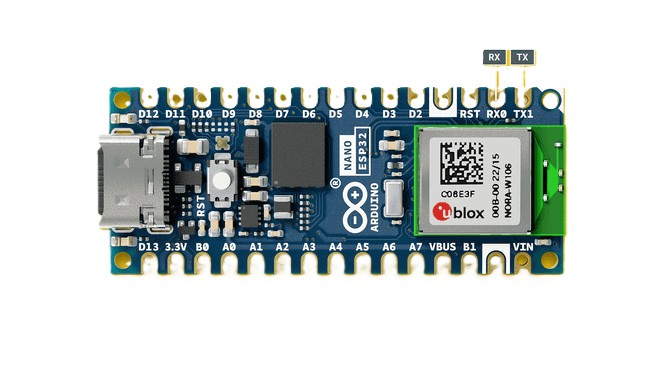 RX TX
D12 D11 D10 D9 D8 D7 D6 D5 D4 D3 D2 RST RX0 TX1
RST
NANO
ESP32
®
ARDUINO
C06E3F
ublox
00B-00 22/15
NORA-W106
D13 3.3V B0 A0 A1 A2 A3 A4 A5 A6 A7 VBUS B1 VIN